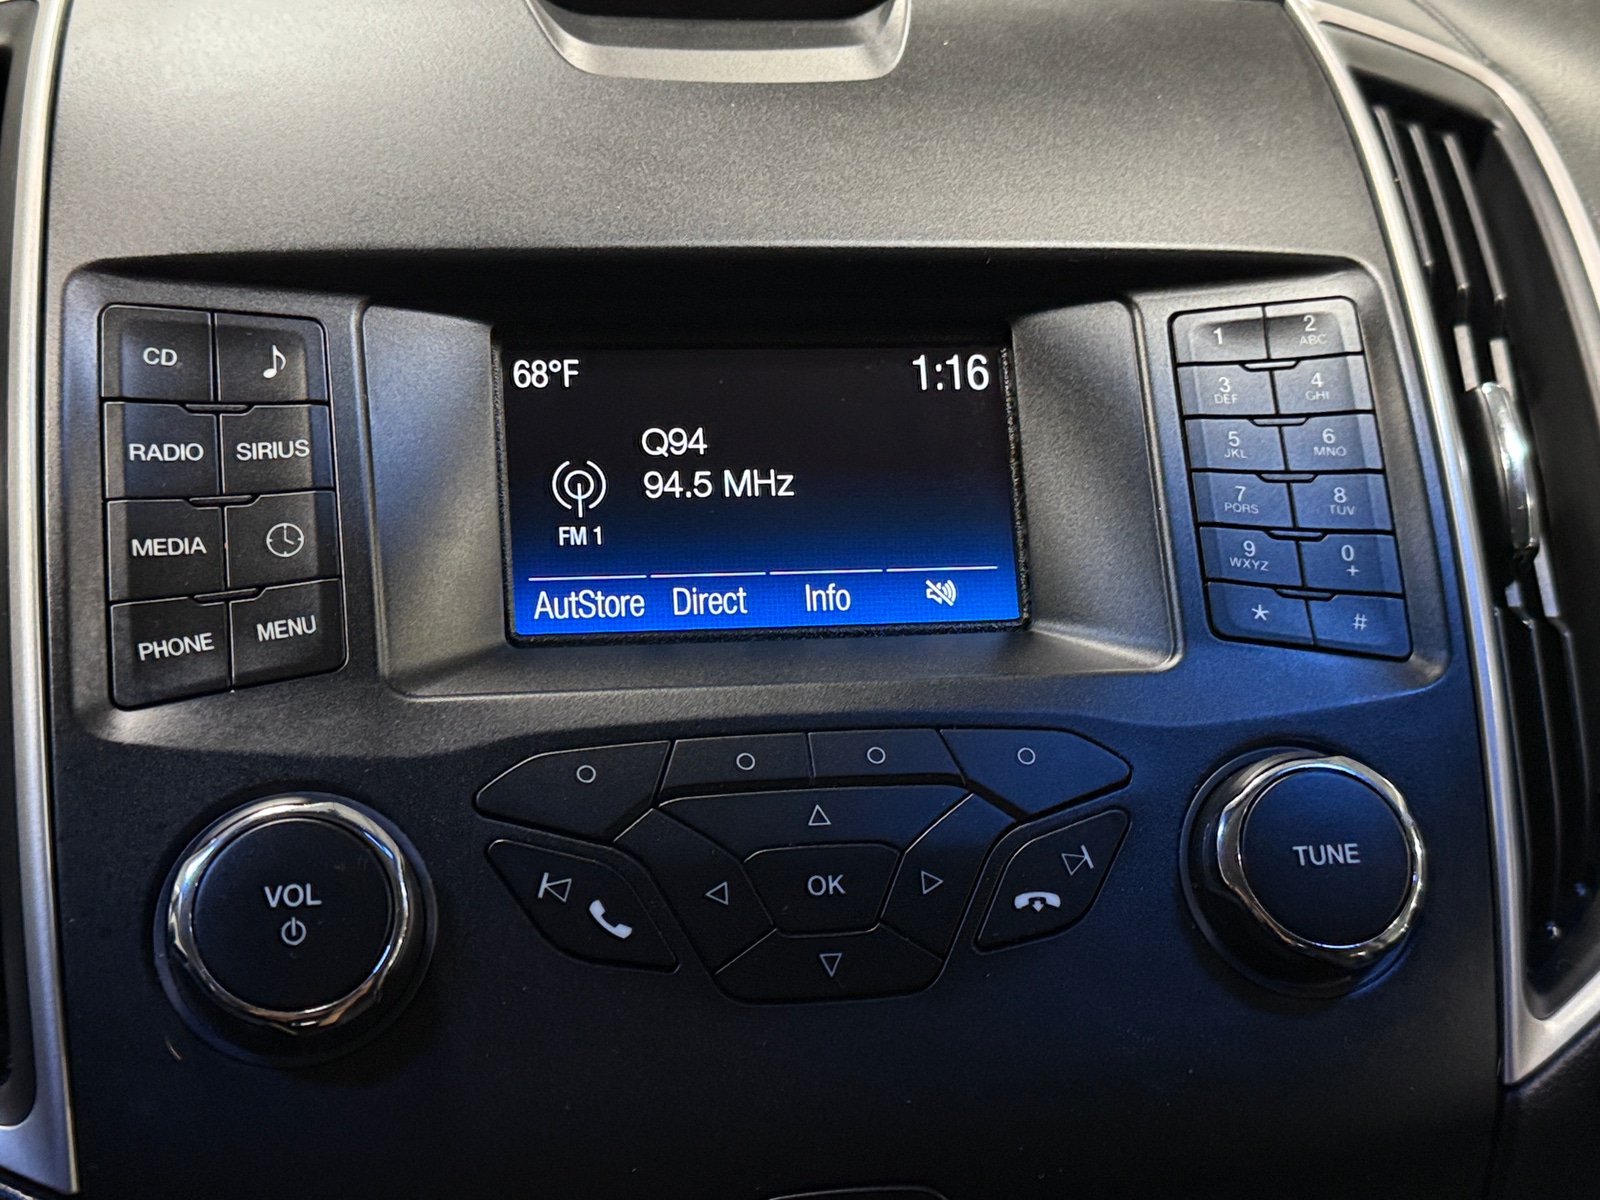 68°F 1:16
Q94
94.5 MHz
FM 1
AutStore Direct Info
CD
RADIO SIRIUS
MEDIA
PHONE MENU
1 2 ABC
3 DEF 4 GHI
5 JKL 6 MNO
7 PQRS 8 TUV
9 WXYZ 0 +
* #
VOL
OK
TUNE